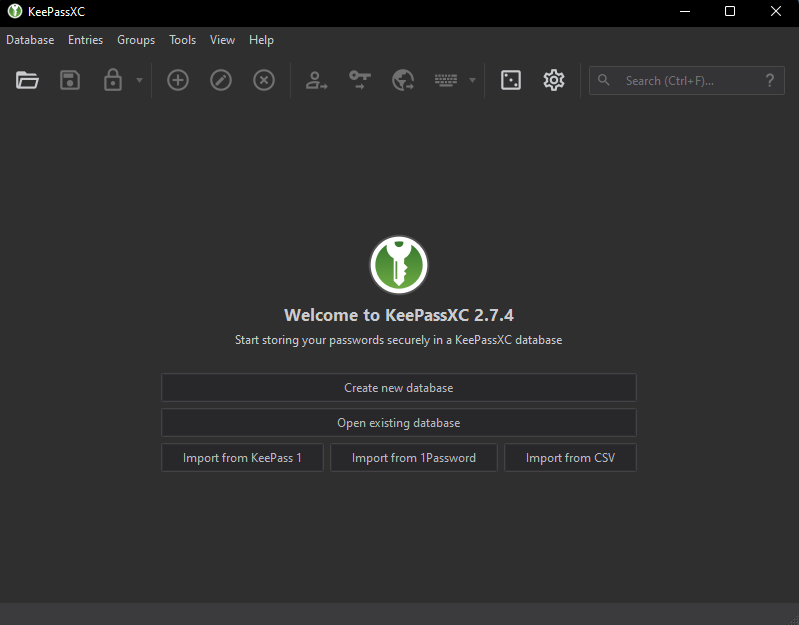 KeePassXC
Database Entries Groups Tools View Help
Search (Ctrl+F)... ?
Welcome to KeePassXC 2.7.4
Start storing your passwords securely in a KeePassXC database
Create new database
Open existing database
Import from KeePass 1 Import from 1Password Import from CSV